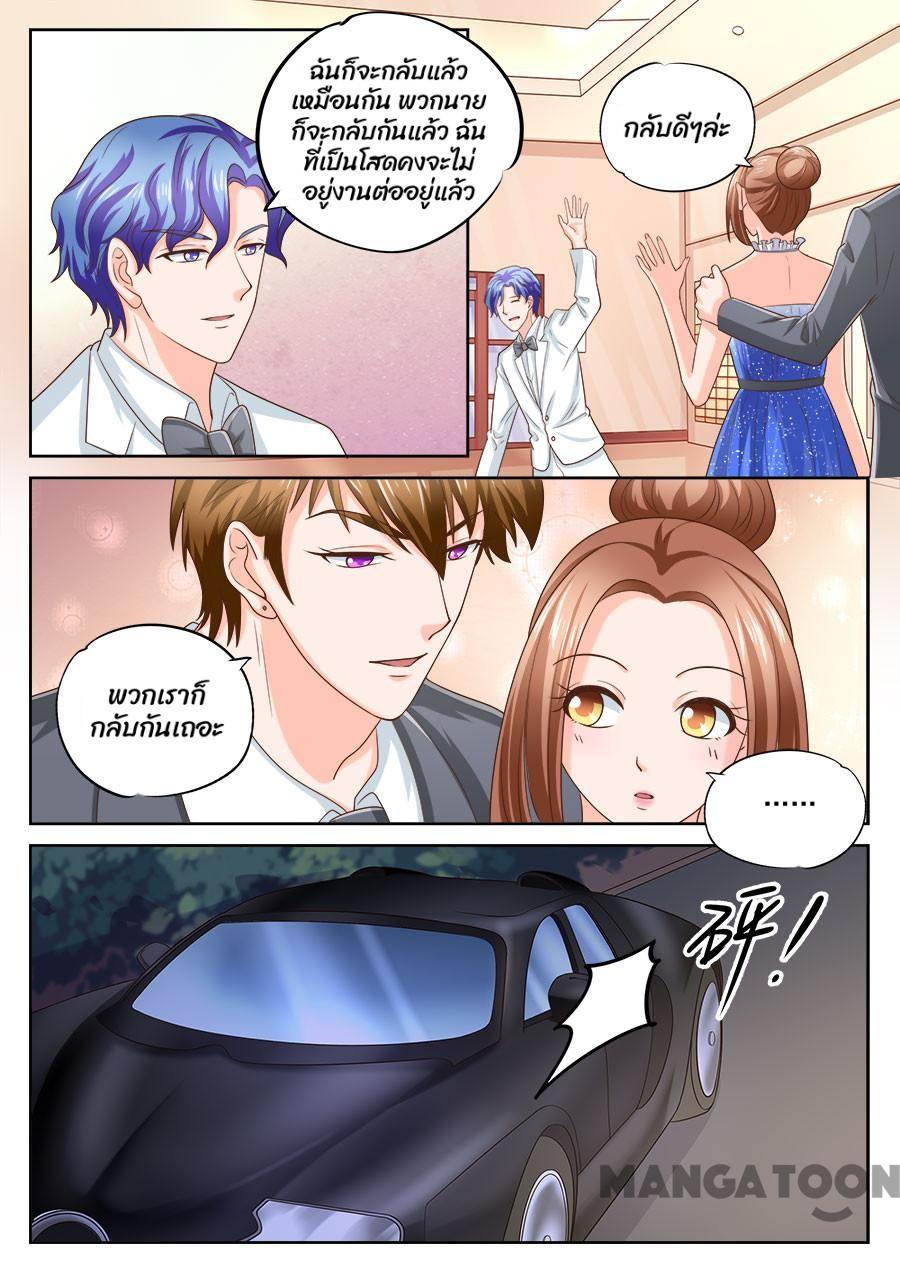 ฉันก็จะกลับแล้ว
เหมือนกัน พวกนาย
ก็จะกลับกันแล้ว ฉัน
ที่เป็นโสดคงจะไม่
อยู่งานต่ออยู่แล้ว
กลับดีๆล่ะ
พวกเราก็
กลับกันเถอะ
......
砰！
MANGATOON